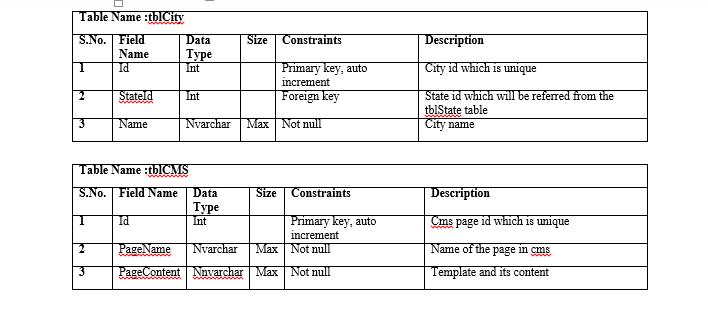 Table Name :tblCity
S.No. Field Data Size Constraints Description
Name Type
1 Id Int Primary key, auto City id which is unique
increment
2 StateId Int Foreign key State id which will be referred from the
tblState table
3 Name Nvarchar Max Not null City name
Table Name :tblCMS
S.No. Field Name Data Size Constraints Description
Type
1 Id Int Primary key, auto Cms page id which is unique
increment
2 PageName Nvarchar Max Not null Name of the page in cms
3 PageContent Nnvarchar Max Not null Template and its content